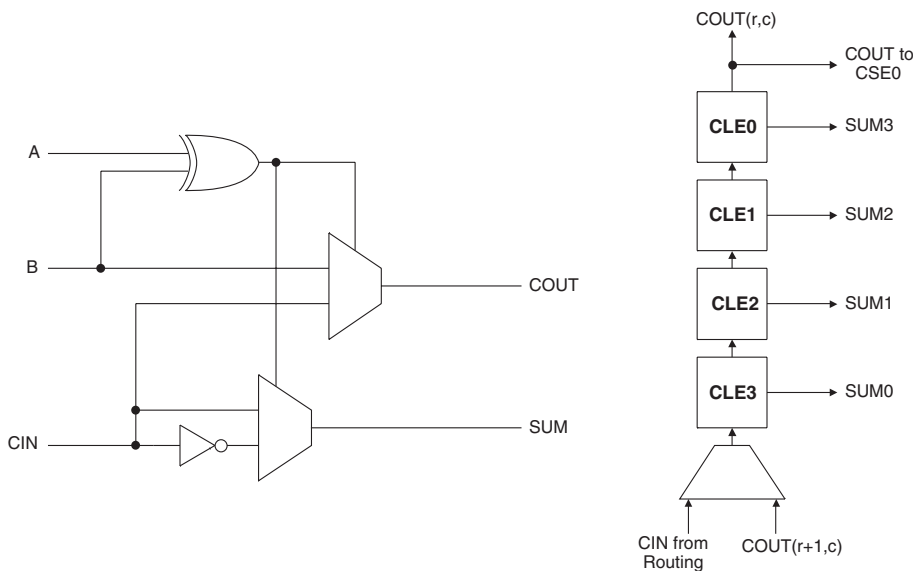 A
B
CIN
COUT
SUM
COUT(r,c)
COUT to
CSE0
CLE0
SUM3
CLE1
SUM2
CLE2
SUM1
CLE3
SUM0
CIN from
Routing
COUT(r+1,c)